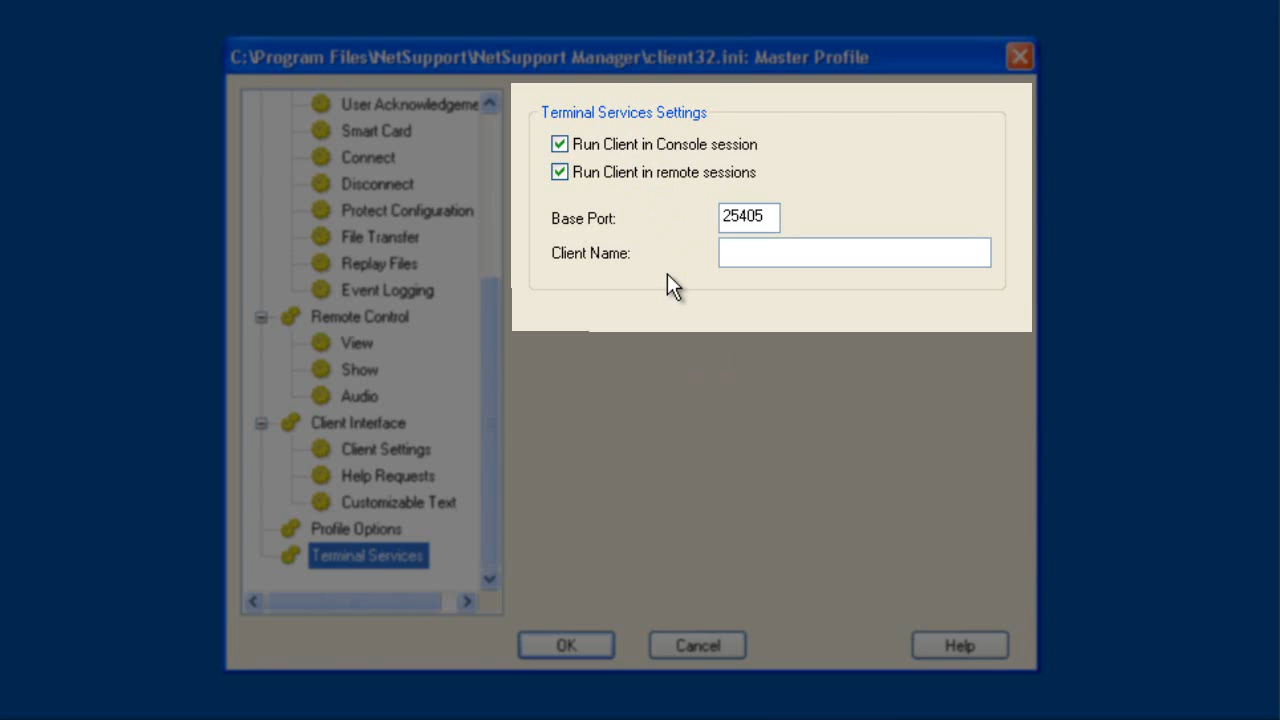 C:\Program Files\NetSupport\NetSupport Manager\client32.ini: Master Profile
User Acknowledgeme
Smart Card
Connect
Disconnect
Protect Configuration
File Transfer
Replay Files
Event Logging
Remote Control
View
Show
Audio
Client Interface
Client Settings
Help Requests
Customizable Text
Profile Options
Terminal Services
Terminal Services Settings
Run Client in Console session
Run Client in remote sessions
Base Port: 25405
Client Name:
OK Cancel Help